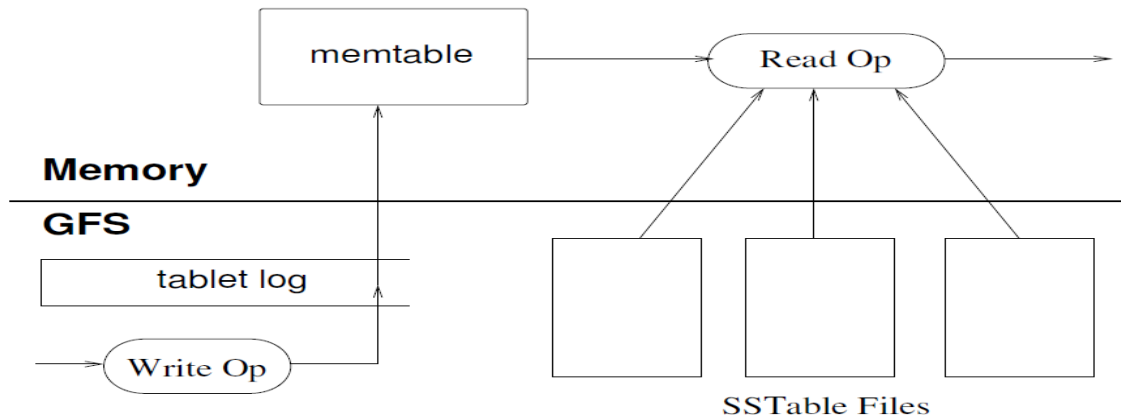 memtable
Read Op
Memory
GFS
tablet log
Write Op
SSTable Files